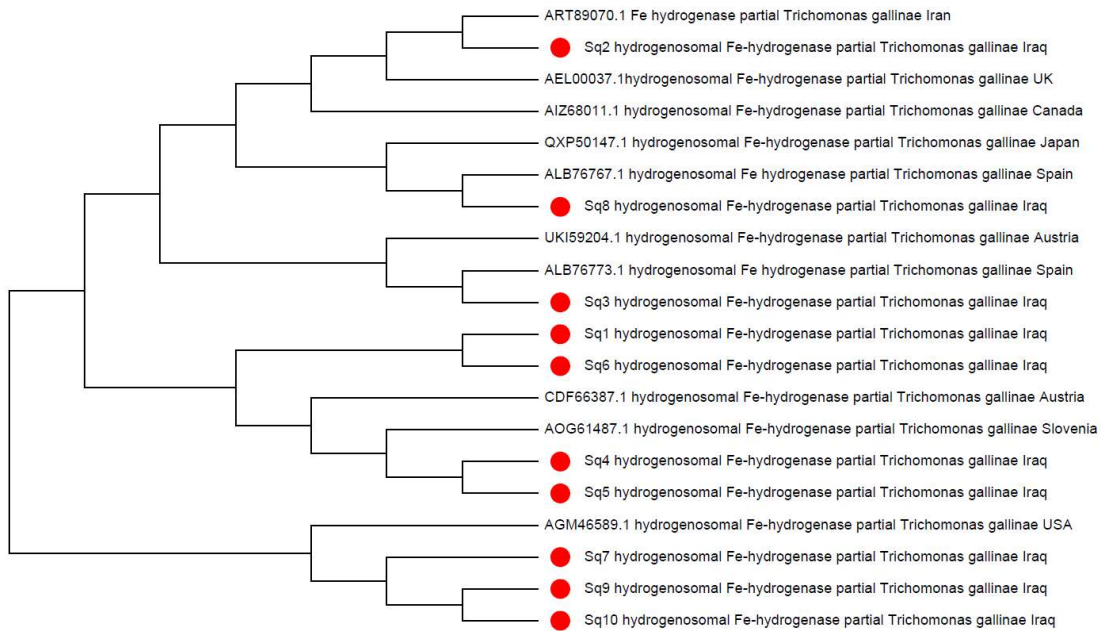 ART89070.1 Fe hydrogenase partial Trichomonas gallinae Iran
Sq2 hydrogenosomal Fe-hydrogenase partial Trichomonas gallinae Iraq
AEL00037.1hydrogenosomal Fe-hydrogenase partial Trichomonas gallinae UK
AIZ68011.1 hydrogenosomal Fe-hydrogenase partial Trichomonas gallinae Canada
QXP50147.1 hydrogenosomal Fe-hydrogenase partial Trichomonas gallinae Japan
ALB76767.1 hydrogenosomal Fe hydrogenase partial Trichomonas gallinae Spain
Sq8 hydrogenosomal Fe-hydrogenase partial Trichomonas gallinae Iraq
UKI59204.1 hydrogenosomal Fe-hydrogenase partial Trichomonas gallinae Austria
ALB76773.1 hydrogenosomal Fe hydrogenase partial Trichomonas gallinae Spain
Sq3 hydrogenosomal Fe-hydrogenase partial Trichomonas gallinae Iraq
Sq1 hydrogenosomal Fe-hydrogenase partial Trichomonas gallinae Iraq
Sq6 hydrogenosomal Fe-hydrogenase partial Trichomonas gallinae Iraq
CDF66387.1 hydrogenosomal Fe-hydrogenase partial Trichomonas gallinae Austria
AOG61487.1 hydrogenosomal Fe-hydrogenase partial Trichomonas gallinae Slovenia
Sq4 hydrogenosomal Fe-hydrogenase partial Trichomonas gallinae Iraq
Sq5 hydrogenosomal Fe-hydrogenase partial Trichomonas gallinae Iraq
AGM46589.1 hydrogenosomal Fe-hydrogenase partial Trichomonas gallinae USA
Sq7 hydrogenosomal Fe-hydrogenase partial Trichomonas gallinae Iraq
Sq9 hydrogenosomal Fe-hydrogenase partial Trichomonas gallinae Iraq
Sq10 hydrogenosomal Fe-hydrogenase partial Trichomonas gallinae Iraq